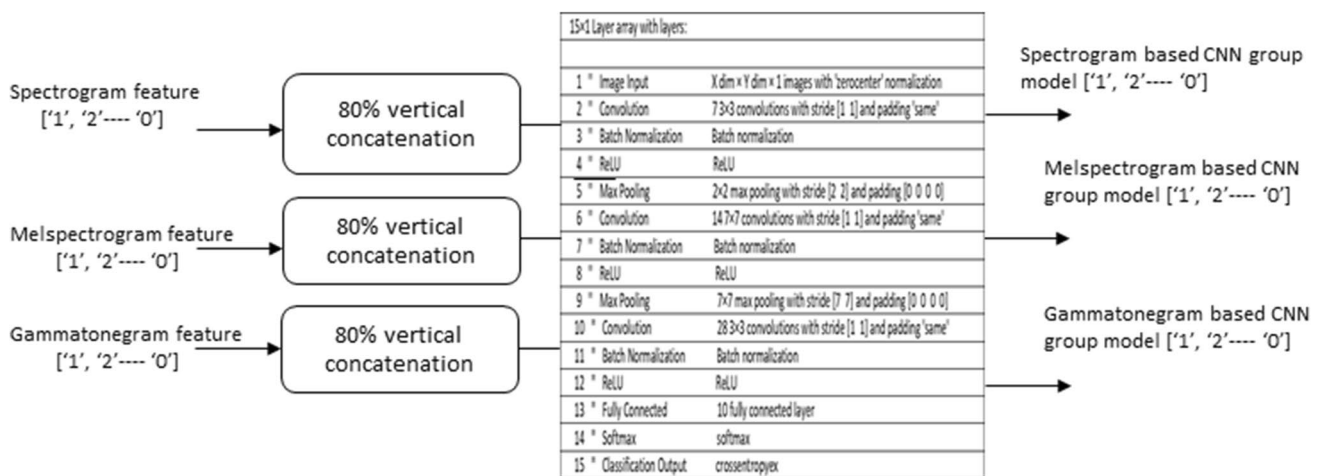 Spectrogram feature
['1', '2'---- '0']
Melspectrogram feature
['1', '2'---- '0']
Gammatonegram feature
['1', '2'---- '0']
80% vertical
concatenation
80% vertical
concatenation
80% vertical
concatenation
15×1 Layer array with layers:
1 " Image Input X dim × Y dim × 1 images with 'zerocenter' normalization
2 " Convolution 7 3×3 convolutions with stride [1 1] and padding 'same'
3 " Batch Normalization Batch normalization
4 " ReLU ReLU
5 " Max Pooling 2×2 max pooling with stride [2 2] and padding [0 0 0 0]
6 " Convolution 14 7×7 convolutions with stride [1 1] and padding 'same'
7 " Batch Normalization Batch normalization
8 " ReLU ReLU
9 " Max Pooling 7×7 max pooling with stride [7 7] and padding [0 0 0 0]
10 " Convolution 28 3×3 convolutions with stride [1 1] and padding 'same'
11 " Batch Normalization Batch normalization
12 " ReLU ReLU
13 " Fully Connected 10 fully connected layer
14 " Softmax softmax
15 " Classification Output crossentropyex
Spectrogram based CNN group
model ['1', '2'---- '0']
Melspectrogram based CNN
group model ['1', '2'---- '0']
Gammatonegram based CNN
group model ['1', '2'---- '0']